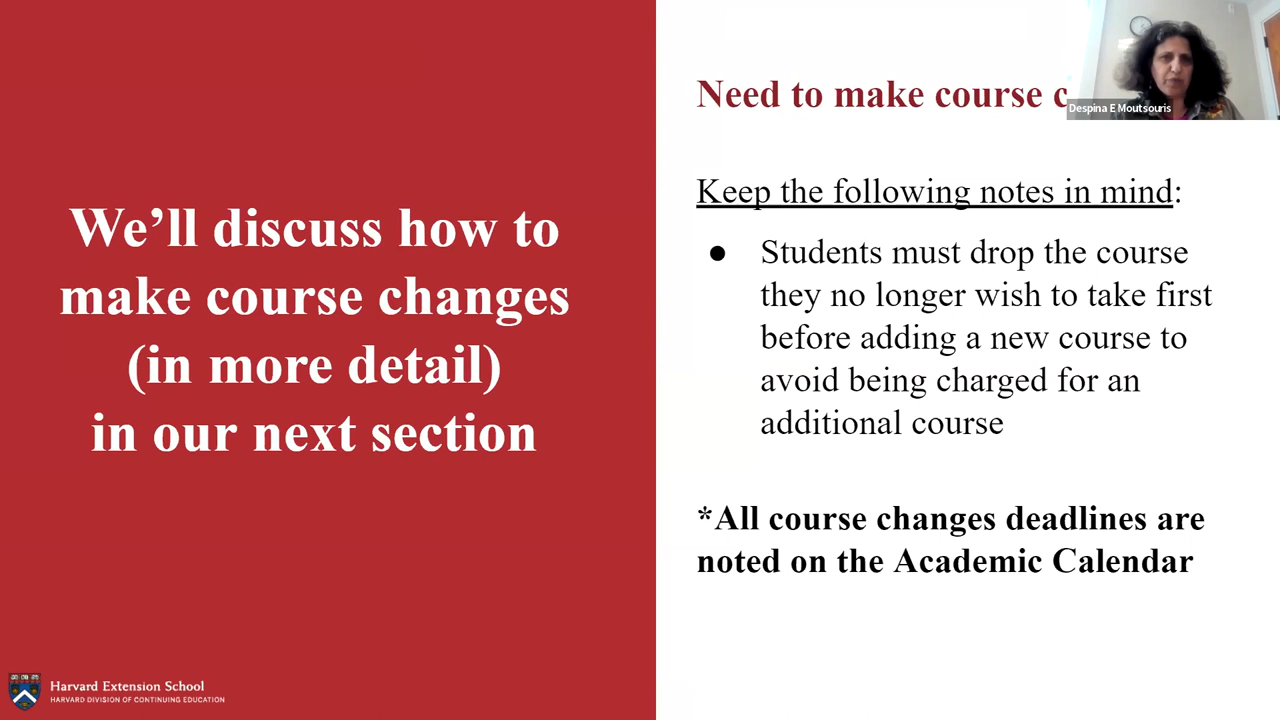 We’ll discuss how to
make course changes
(in more detail)
in our next section
Harvard Extension School
HARVARD DIVISION OF CONTINUING EDUCATION
Need to make course
Despina E Moutsouris
Keep the following notes in mind:
● Students must drop the course
they no longer wish to take first
before adding a new course to
avoid being charged for an
additional course
*All course changes deadlines are
noted on the Academic Calendar